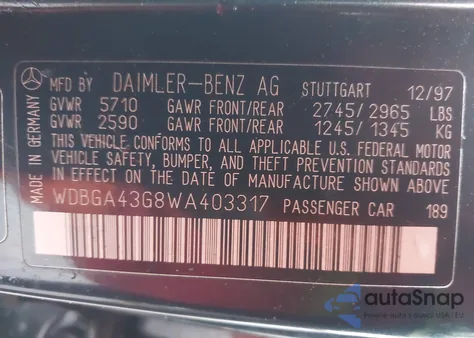 MADE IN GERMANY
MFD BY DAIMLER-BENZ AG STUTTGART 12/97
GVWR 5710 GAWR FRONT/REAR 2745/2965 LBS
GVWR 2590 GAWR FRONT/REAR 1245/1345 KG
THIS VEHICLE CONFORMS TO ALL APPLICABLE U.S. FEDERAL MOTOR
VEHICLE SAFETY, BUMPER, AND THEFT PREVENTION STANDARDS IN
EFFECT ON THE DATE OF MANUFACTURE SHOWN ABOVE.
WDBGA43G8WA403317 PASSENGER CAR 189
autoSnap